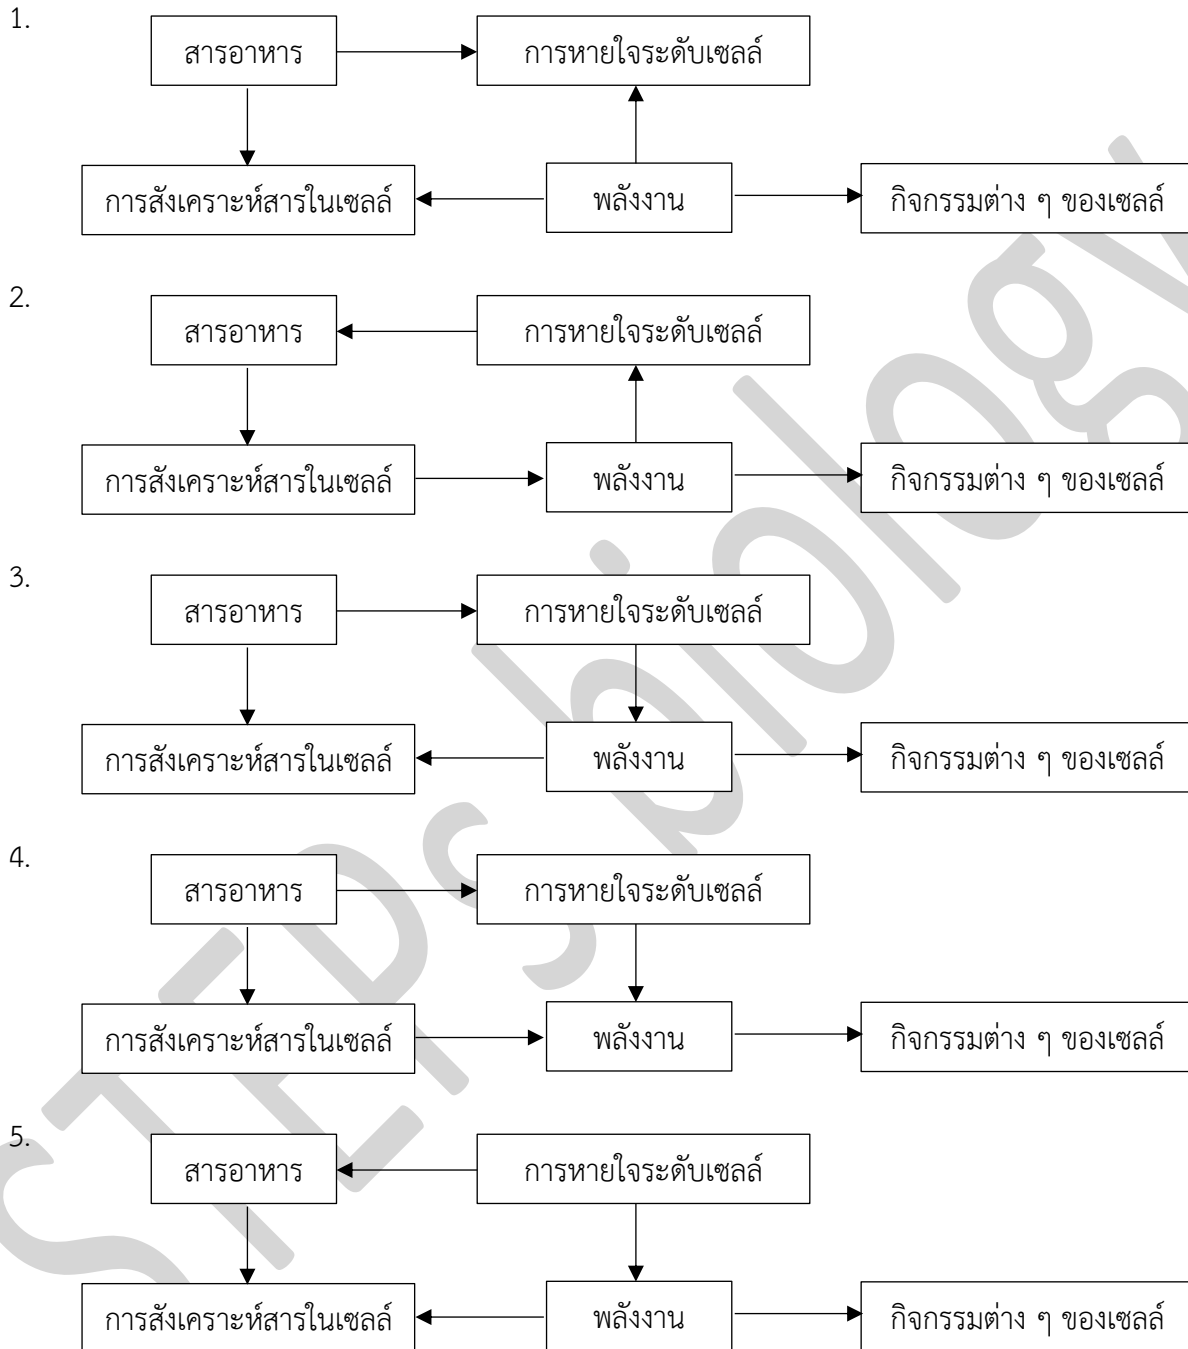 1.
สารอาหาร การหายใจระดับเซลล์
การสังเคราะห์สารในเซลล์ พลังงาน กิจกรรมต่าง ๆ ของเซลล์
2.
สารอาหาร การหายใจระดับเซลล์
การสังเคราะห์สารในเซลล์ พลังงาน กิจกรรมต่าง ๆ ของเซลล์
3.
สารอาหาร การหายใจระดับเซลล์
การสังเคราะห์สารในเซลล์ พลังงาน กิจกรรมต่าง ๆ ของเซลล์
4.
สารอาหาร การหายใจระดับเซลล์
การสังเคราะห์สารในเซลล์ พลังงาน กิจกรรมต่าง ๆ ของเซลล์
5.
สารอาหาร การหายใจระดับเซลล์
การสังเคราะห์สารในเซลล์ พลังงาน กิจกรรมต่าง ๆ ของเซลล์
STEPs biology